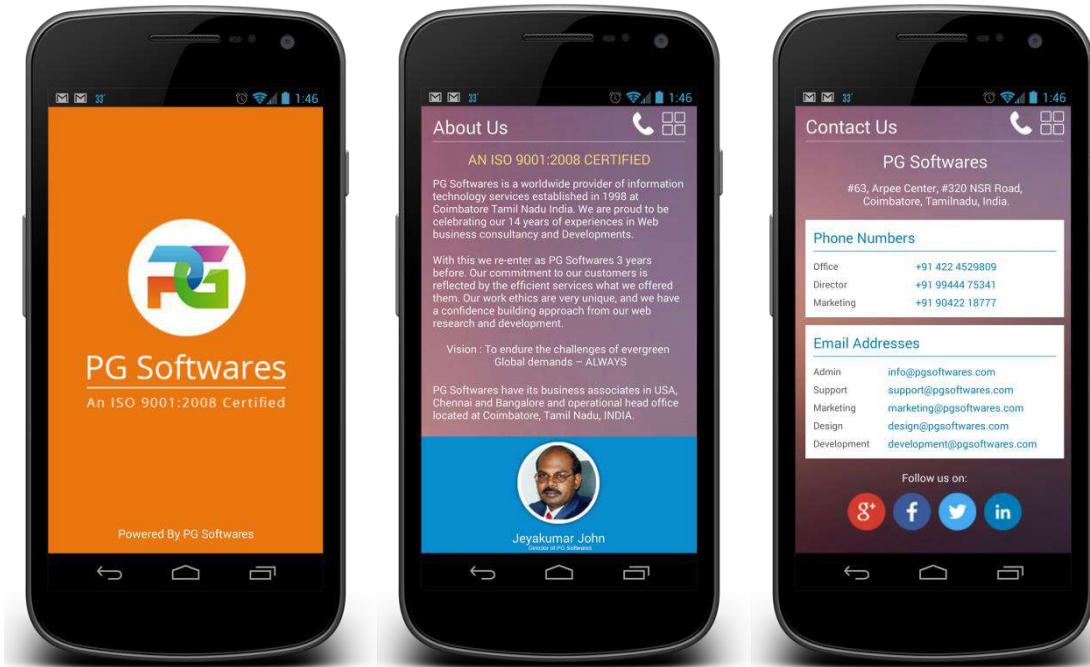 33°
1:46
PG
PG Softwares
An ISO 9001:2008 Certified
Powered By PG Softwares
33°
1:46
About Us
AN ISO 9001:2008 CERTIFIED
PG Softwares is a worldwide provider of information
technology services established in 1998 at
Coimbatore Tamil Nadu India. We are proud to be
celebrating our 14 years of experiences in Web
business consultancy and Developments.
With this we re-enter as PG Softwares 3 years
before. Our commitment to our customers is
reflected by the efficient services what we offered
them. Our work ethics are very unique, and we have
a confidence building approach from our web
research and development.
Vision : To endure the challenges of evergreen
Global demands – ALWAYS
PG Softwares have its business associates in USA,
Chennai and Bangalore and operational head office
located at Coimbatore, Tamil Nadu, INDIA.
Jeyakumar John
Director of PG Softwares
33°
1:46
Contact Us
PG Softwares
#63, Arpee Center, #320 NSR Road,
Coimbatore, Tamilnadu, India.
Phone Numbers
Office +91 422 4529809
Director +91 99444 75341
Marketing +91 90422 18777
Email Addresses
Admin info@pgsoftwares.com
Support support@pgsoftwares.com
Marketing marketing@pgsoftwares.com
Design design@pgsoftwares.com
Development development@pgsoftwares.com
Follow us on:
g+ f in